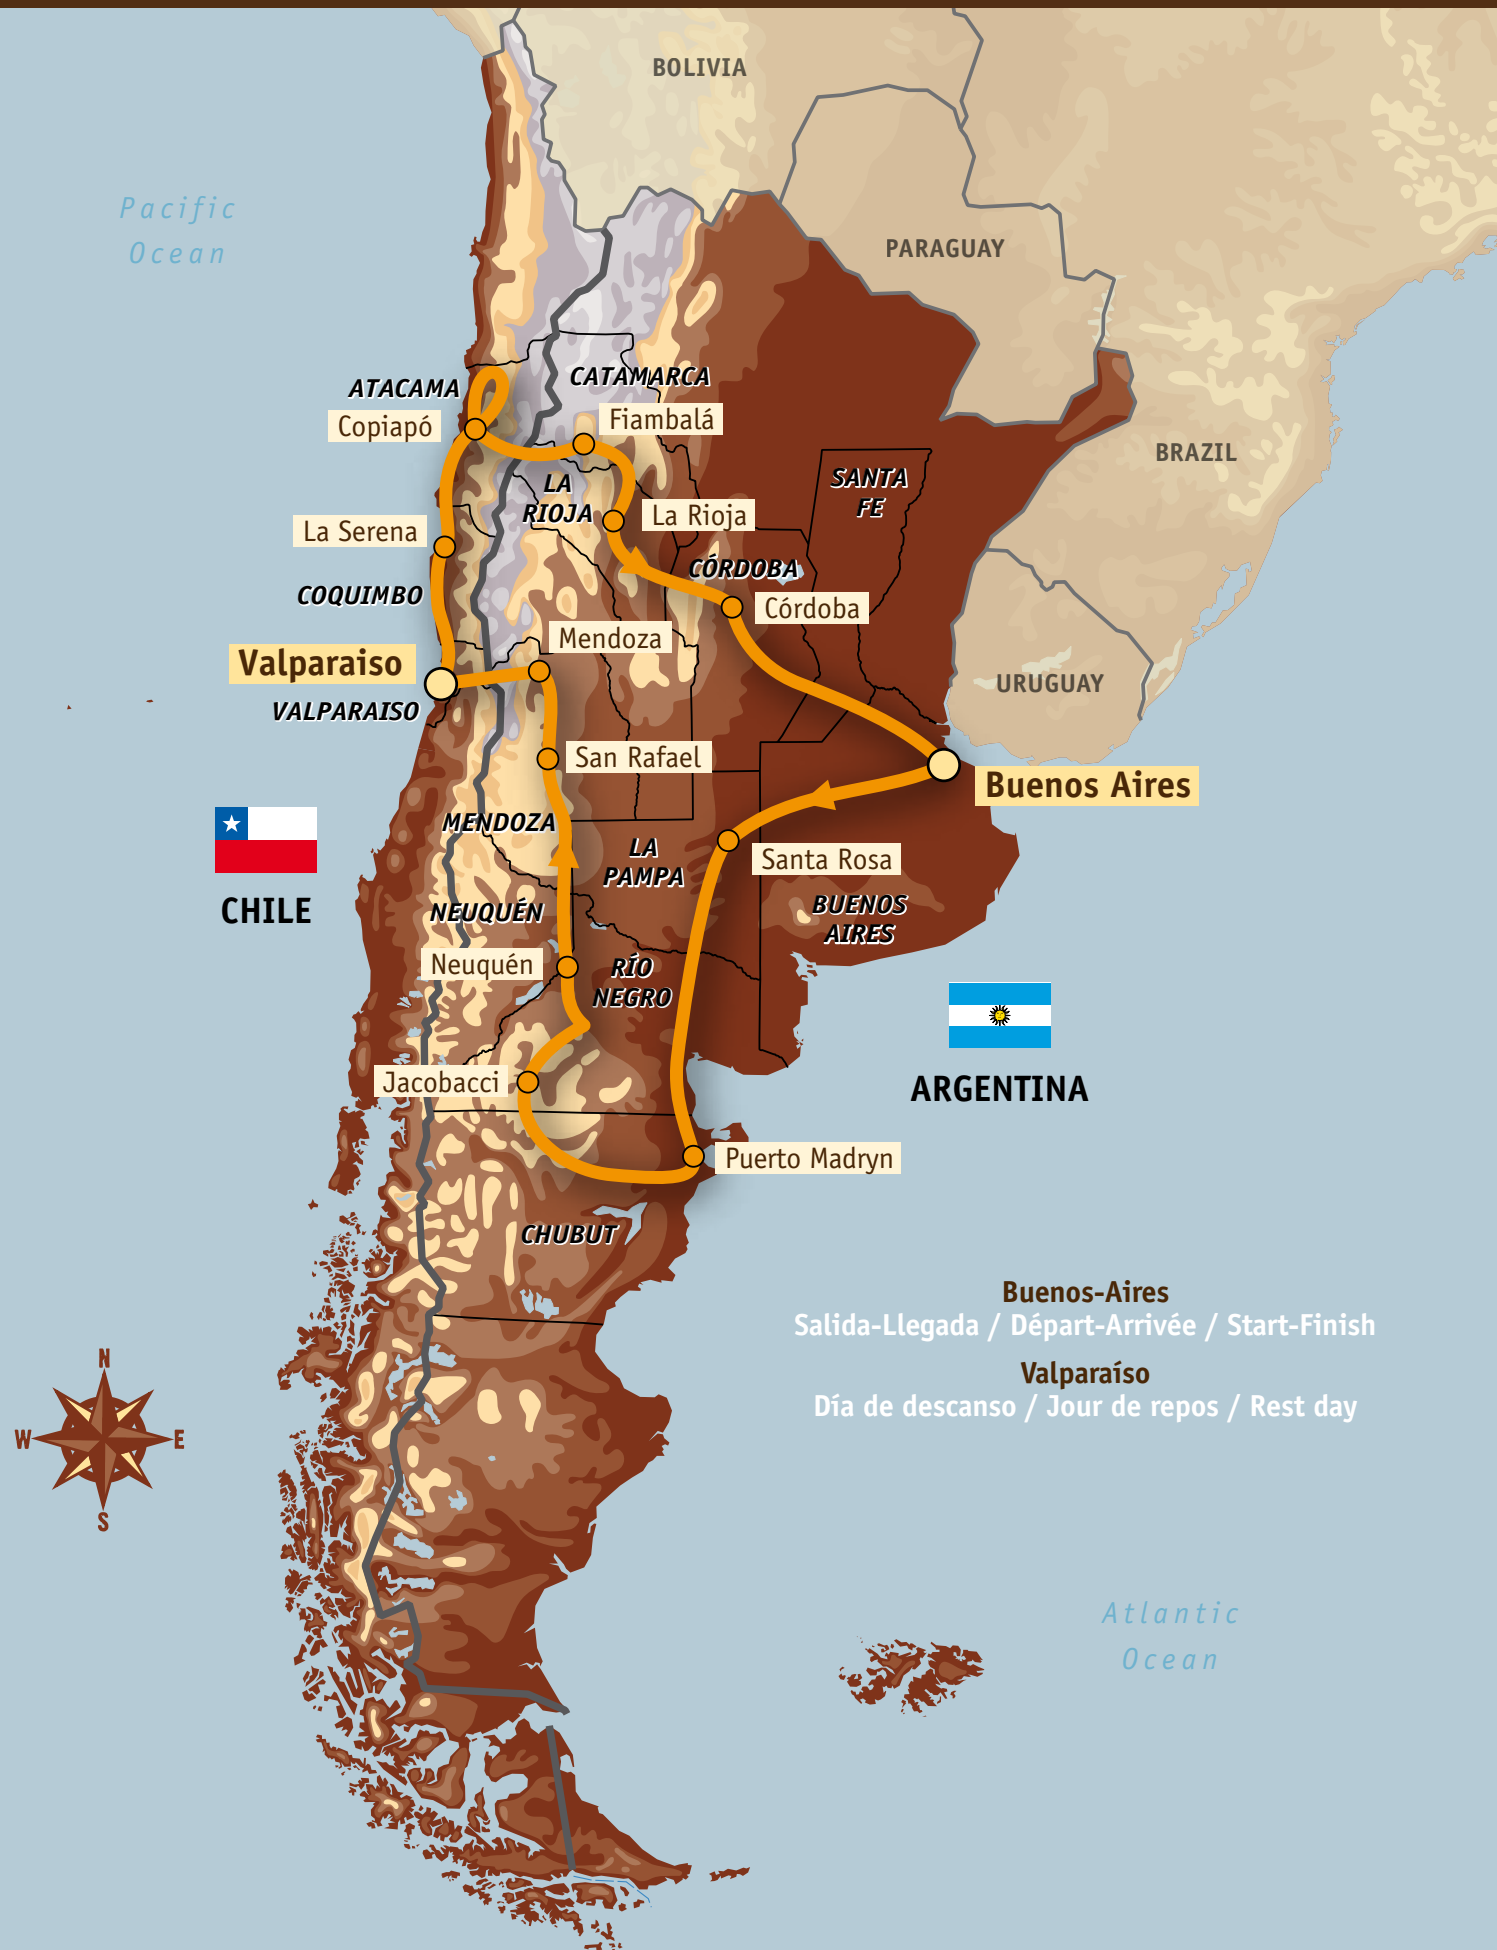 BOLIVIA
Pacific
Ocean
PARAGUAY
ATACAMA
CATAMARCA
Copiapó
Fiambalá
BRAZIL
SANTA
FE
LA
RIOJA
La Rioja
La Serena
CÓRDOBA
COQUIMBO
Córdoba
Mendoza
Valparaiso
URUGUAY
VALPARAISO
San Rafael
Buenos Aires
MENDOZA
LA
PAMPA
Santa Rosa
CHILE
NEUQUÉN
BUENOS
AIRES
Neuquén
RÍO
NEGRO
Jacobacci
ARGENTINA
Puerto Madryn
CHUBUT
Buenos-Aires
Salida-Llegada / Départ-Arrivée / Start-Finish
Valparaíso
Día de descanso / Jour de repos / Rest day
N
W
E
S
Atlantic
Ocean